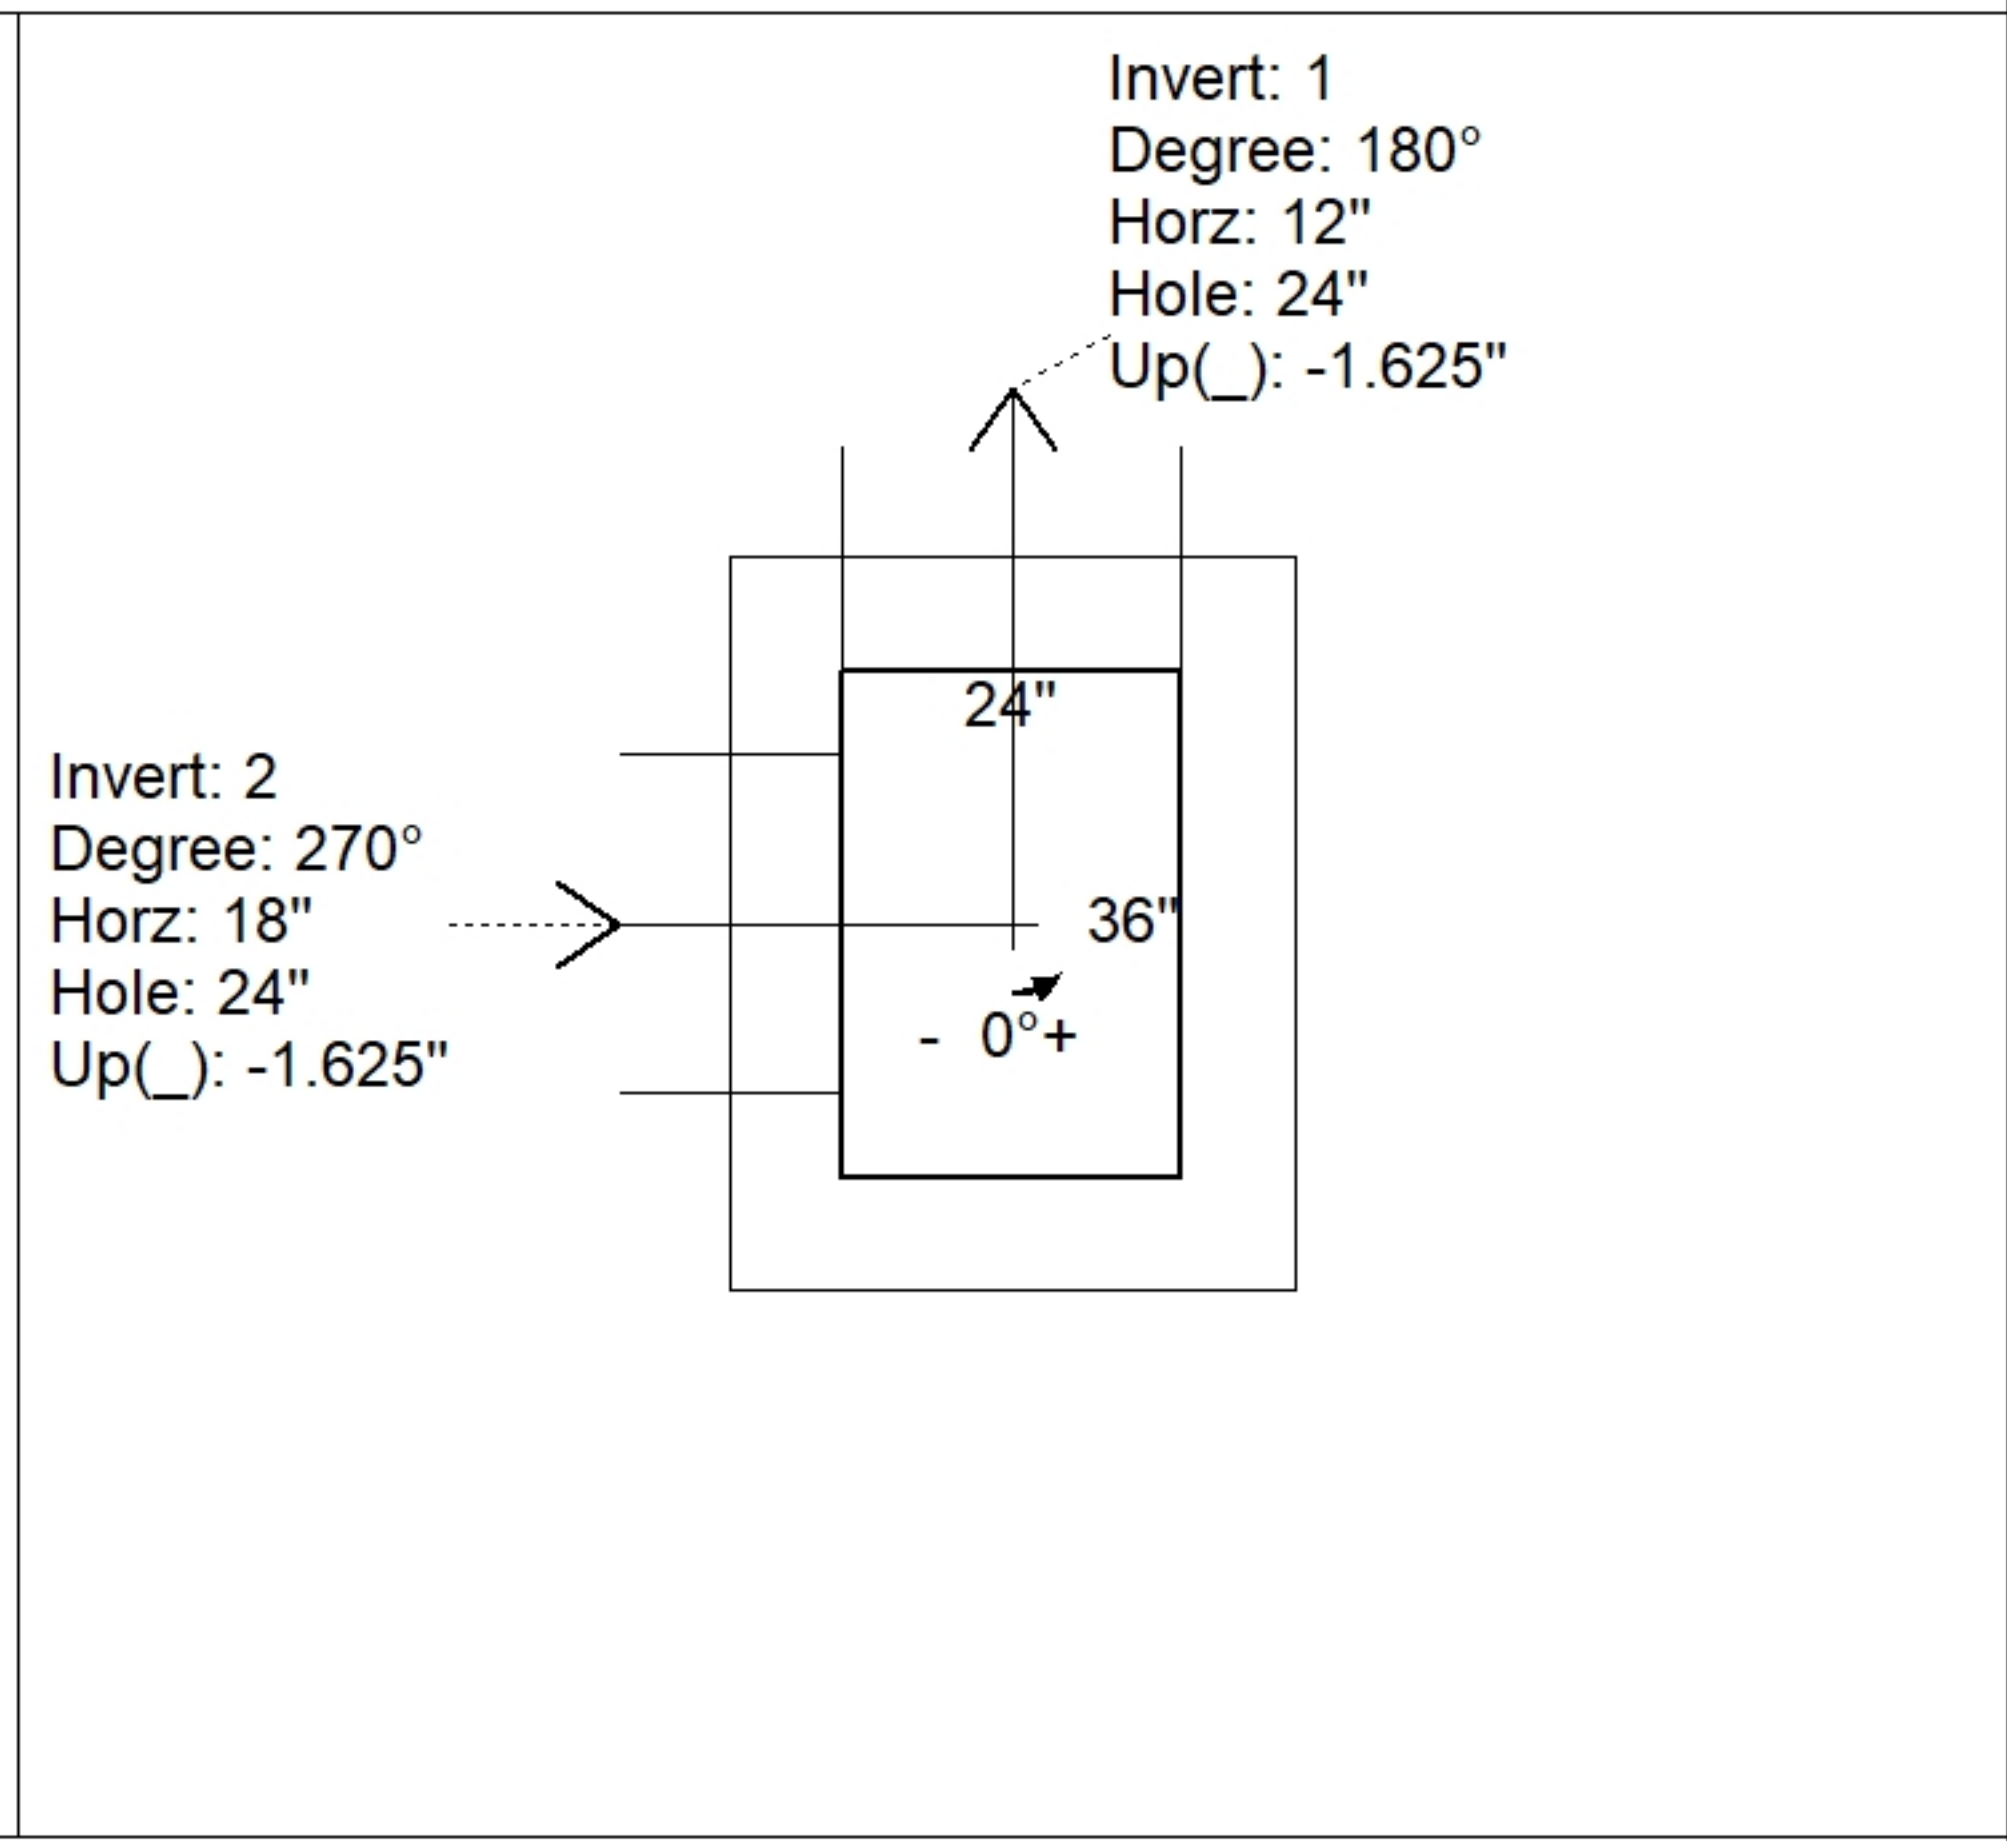 Invert: 1
Degree: 180°
Horz: 12"
Hole: 24"
Up(_): -1.625"
24"
Invert: 2
Degree: 270°
Horz: 18"
Hole: 24"
Up(_): -1.625"
36"
- 0°+